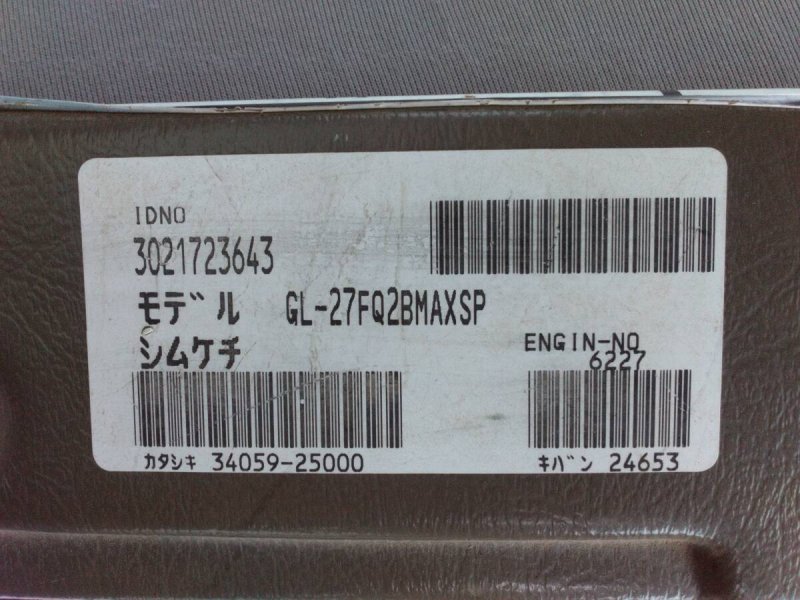 IDNO
3021723643
モデル GL-27FQ2BMAXSP
シムケチ
ENGIN-NO
6227
カタシキ 34059-25000
キバン 24653